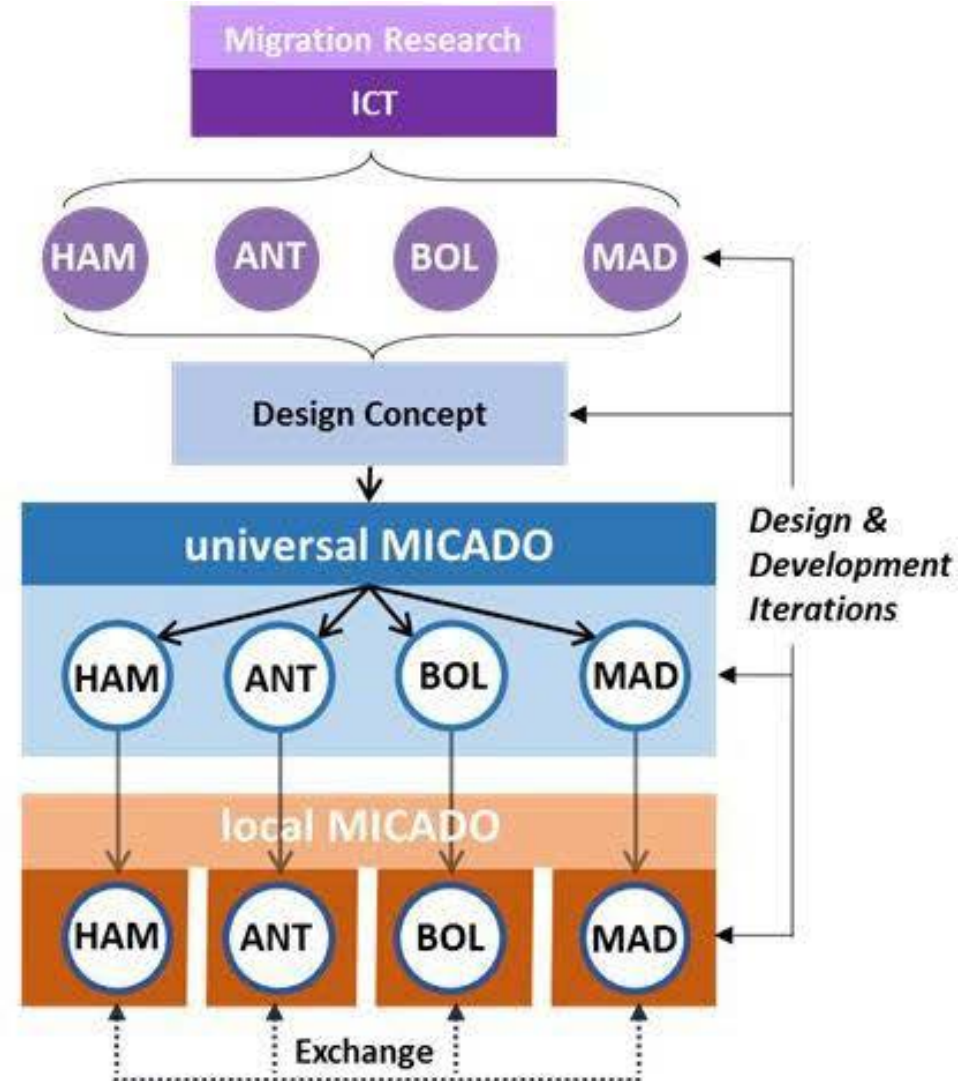 Migration Research
ICT
HAM ANT BOL MAD
Design Concept
universal MICADO
Design &
Development
Iterations
HAM ANT BOL MAD
local MICADO
HAM ANT BOL MAD
Exchange